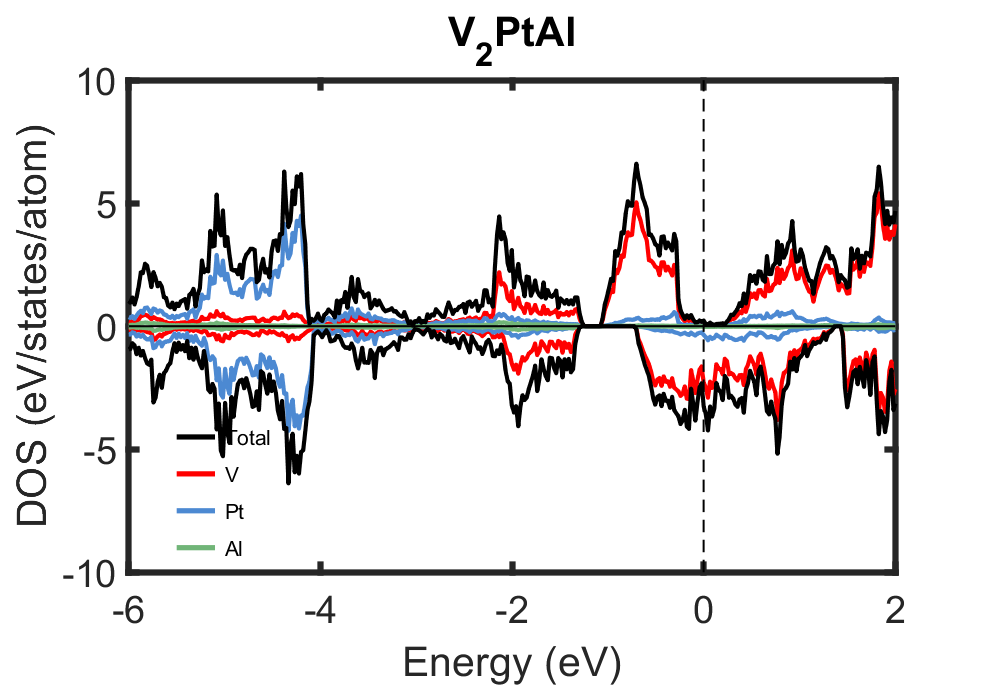 V2PtAl
10
5
0
-5
-10
DOS (eV/states/atom)
Total
V
Pt
Al
-6 -4 -2 0 2
Energy (eV)